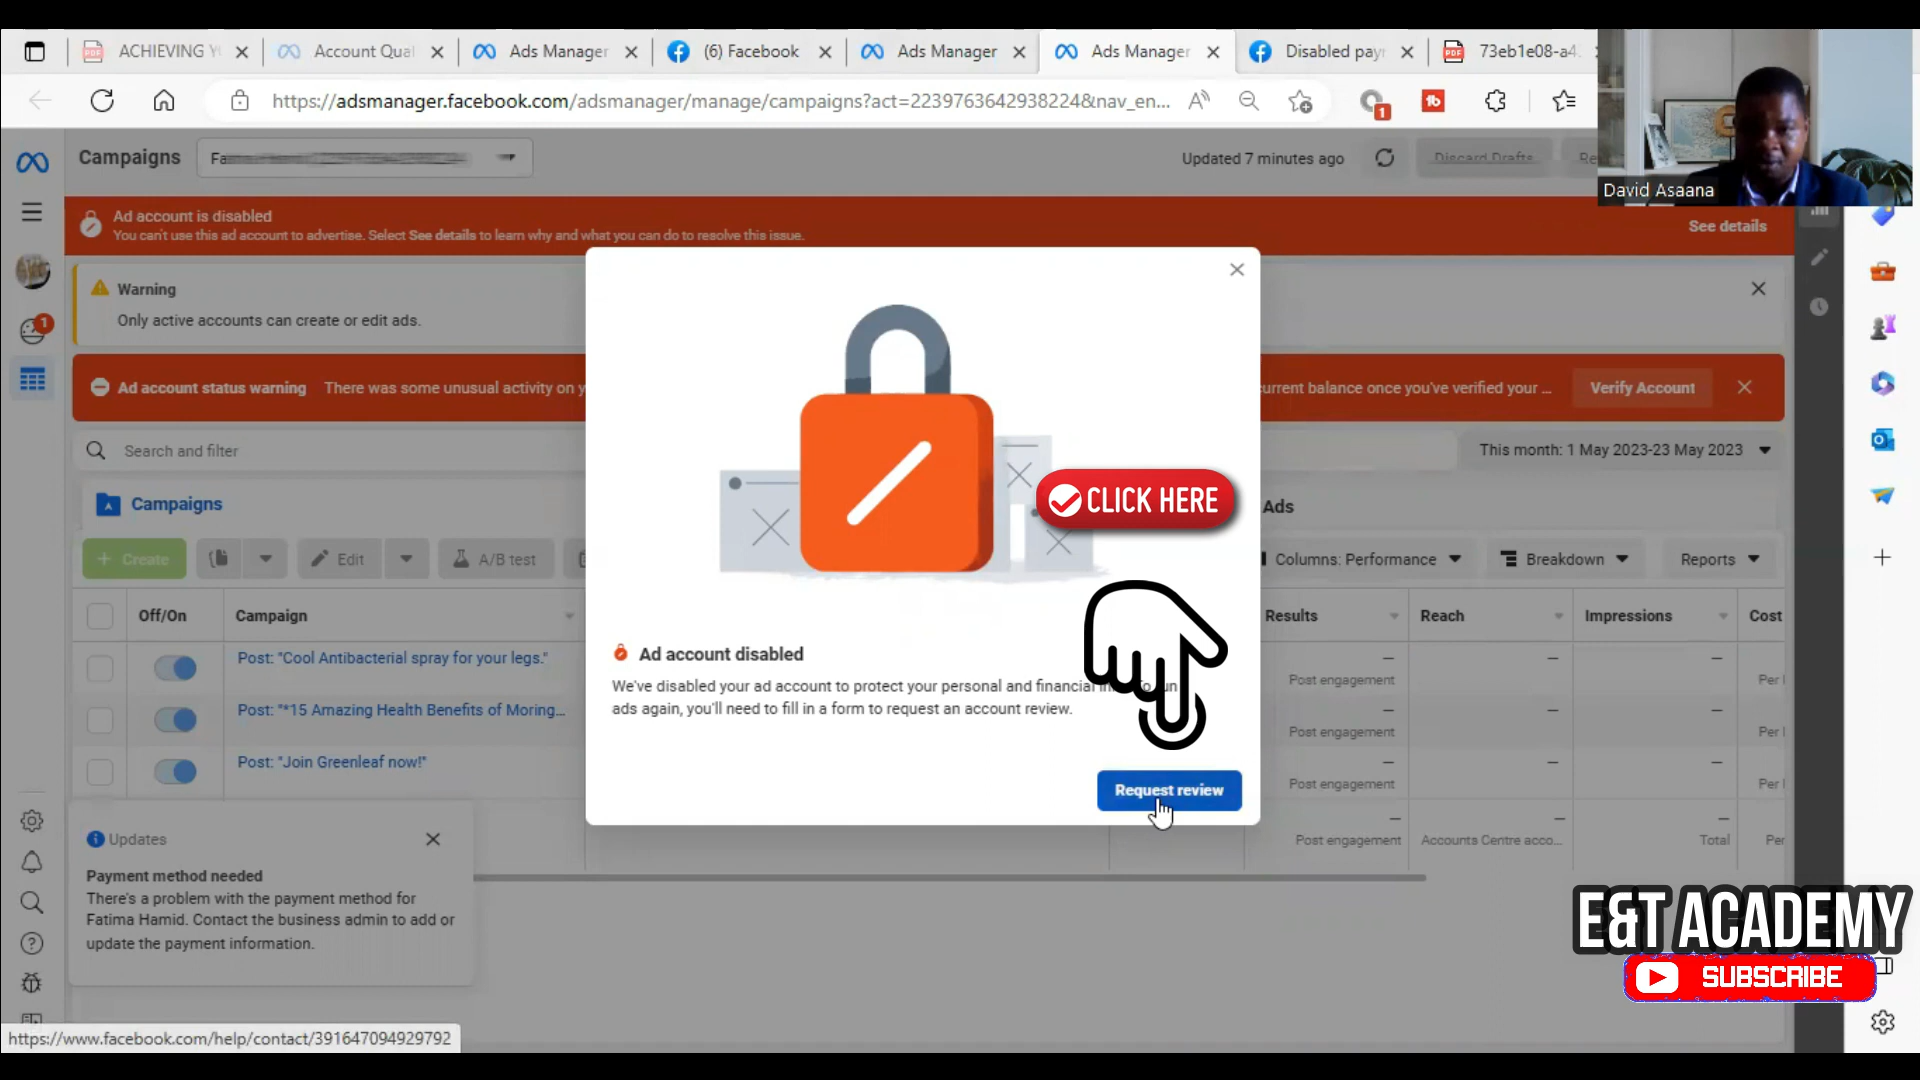 ACHIEVING Y
Account Qual
Ads Manager
(6) Facebook
Ads Manager
Ads Manager
Disabled pay
73eb1e08-a4
https://adsmanager.facebook.com/adsmanager/manage/campaigns?act=2239763642938224&nav_en...
1
David Asaana
Campaigns
Fa
Updated 7 minutes ago
Discard Drafts
Re
Ad account is disabled
You can't use this ad account to advertise. Select See details to learn why and what you can do to resolve this issue.
See details
Warning
Only active accounts can create or edit ads.
1
Ad account status warning There was some unusual activity on y
current balance once you've verified your ...
Verify Account
Search and filter
This month: 1 May 2023-23 May 2023
Campaigns
Ads
CLICK HERE
+ Create
Edit
A/B test
Columns: Performance
Breakdown
Reports
Off/On
Campaign
Results
Reach
Impressions
Cost
Post: "Cool Antibacterial spray for your legs."
—
—
—
Post engagement
Per
Post: "*15 Amazing Health Benefits of Moring...
—
—
—
Post engagement
Per
Post: "Join Greenleaf now!"
—
—
—
Post engagement
Per
—
—
—
Post engagement
Accounts Centre acco...
Total
Per
Ad account disabled
We've disabled your ad account to protect your personal and financial
ads again, you'll need to fill in a form to request an account review.
Request review
Updates
Payment method needed
There's a problem with the payment method for
Fatima Hamid. Contact the business admin to add or
update the payment information.
E&T ACADEMY
SUBSCRIBE
https://www.facebook.com/help/contact/391647094929792